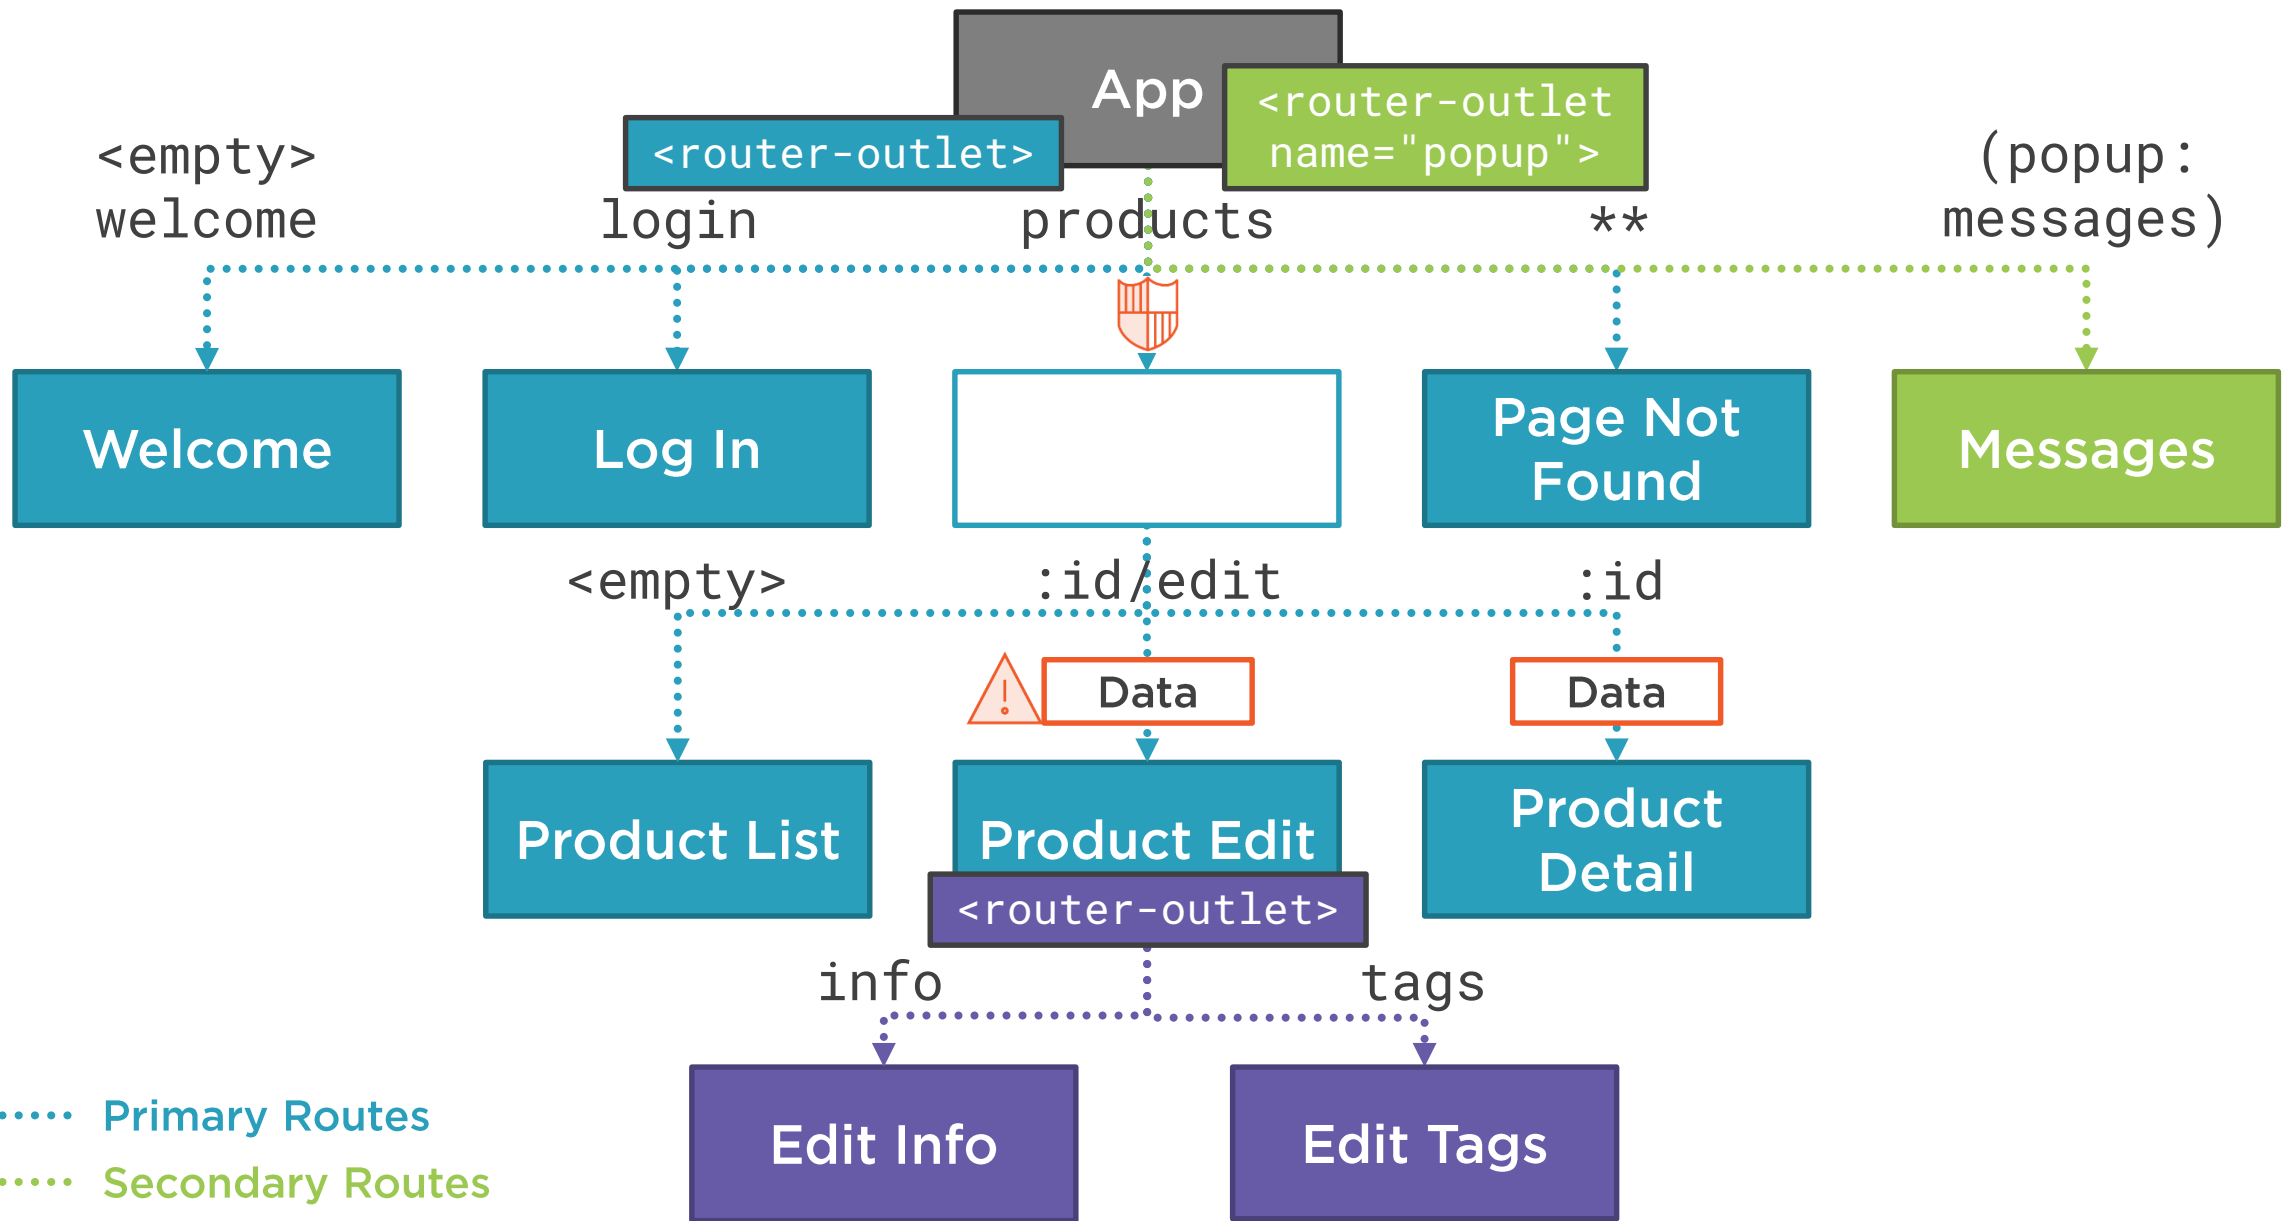 App
<router-outlet>
<router-outlet
name="popup">
<empty>
welcome
login
products
**
(popup:
messages)
Welcome
Log In
Page Not
Found
Messages
<empty>
:id/edit
:id
Data
Data
Product List
Product Edit
Product
Detail
<router-outlet>
info
tags
Edit Info
Edit Tags
Primary Routes
Secondary Routes